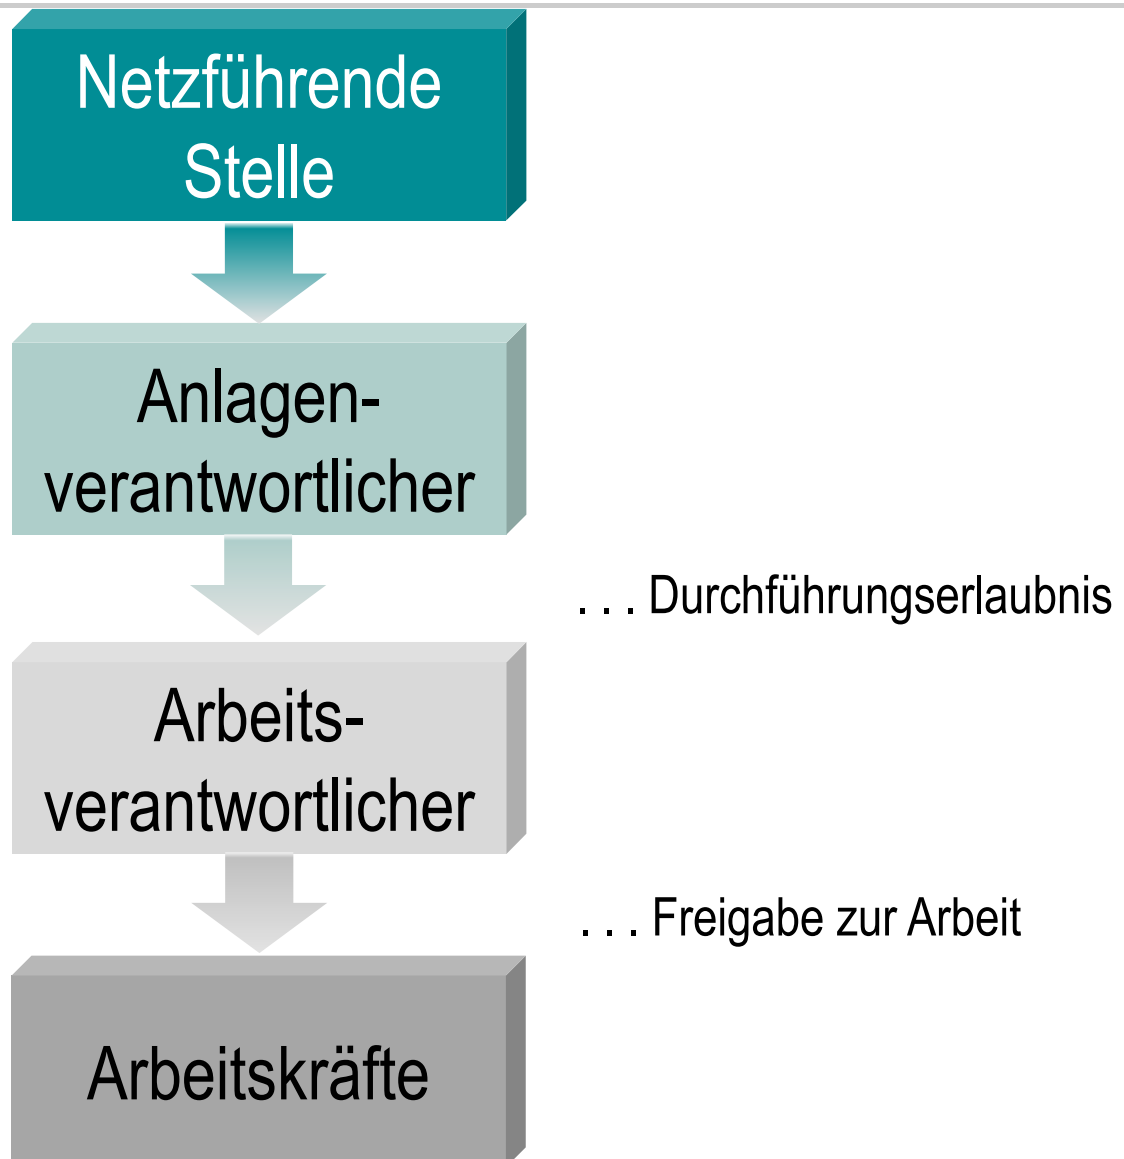 Netzführende
Stelle
Anlagen-
verantwortlicher
. . . Durchführungserlaubnis
Arbeits-
verantwortlicher
. . . Freigabe zur Arbeit
Arbeitskräfte